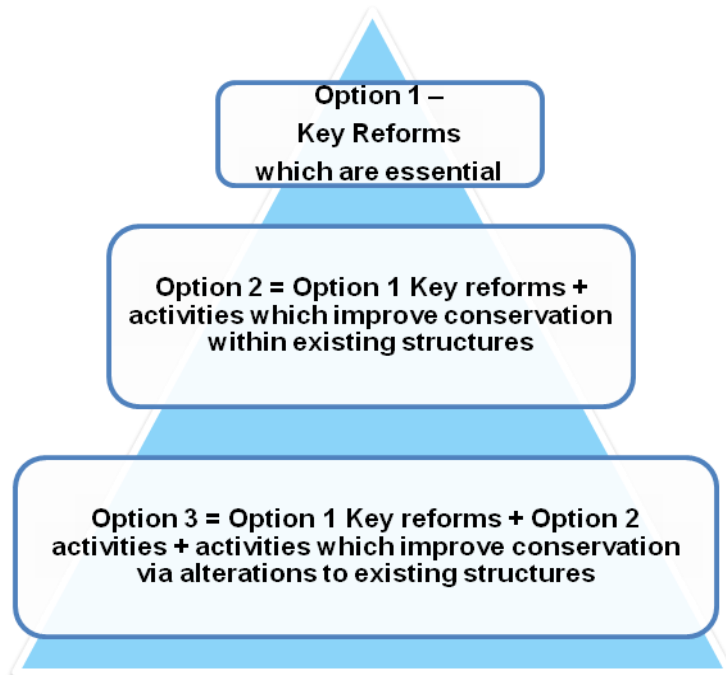 Option 1 –
Key Reforms
which are essential
Option 2 = Option 1 Key reforms +
activities which improve conservation
within existing structures
Option 3 = Option 1 Key reforms + Option 2
activities + activities which improve conservation
via alterations to existing structures